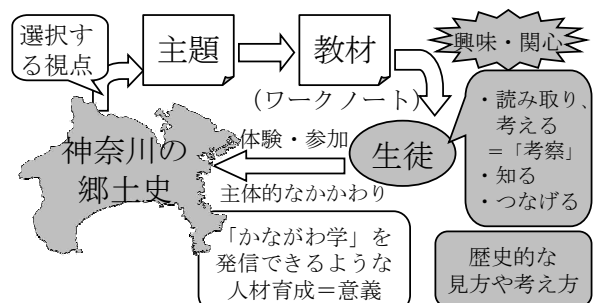 選択す
る視点
主題
教材
(ワークノート)
興味・関心
・読み取り、
考える
＝「考察」
・知る
・つなげる
生徒
体験・参加
主体的なかかわり
神奈川の
郷土史
「かながわ学」を
発信できるような
人材育成＝意義
歴史的な
見方や考え方